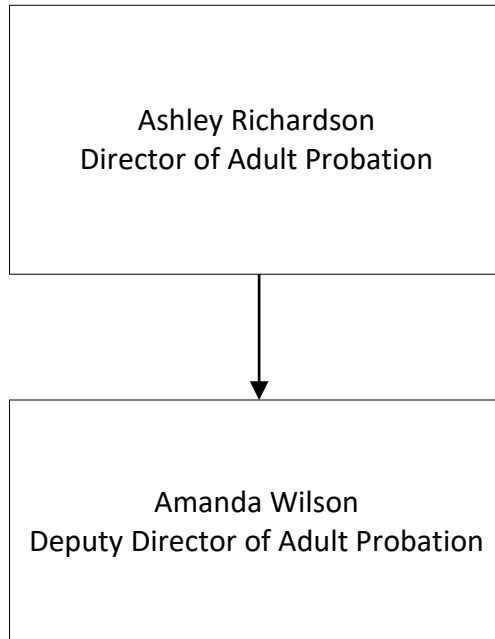 Ashley Richardson
Director of Adult Probation
Amanda Wilson
Deputy Director of Adult Probation